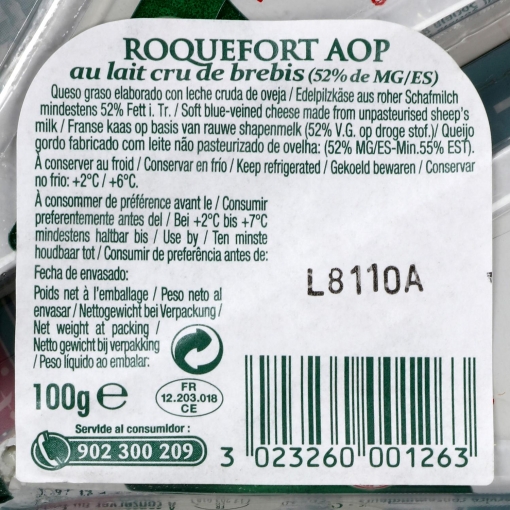 ROQUEFORT AOP
au lait cru de brebis (52% de MG/ES)
Queso graso elaborado con leche cruda de oveja / Edelpilzkäse aus roher Schafmilch
mindestens 52% Fett i. Tr. / Soft blue-veined cheese made from unpasteurised sheep's
milk / Franse kaas op basis van rauwe shapenmelk (52% V.G. op droge stof.)/ Queijo
gordo fabricado com leite não pasteurizado de ovelha: (52% MG/ES-Min.55% EST).
À conserver au froid / Conservar en frío / Keep refrigerated / Gekoeld bewaren / Conservar
no frio: +2°C / +6°C.
À consommer de préférence avant le / Consumir
preferentemente antes del / Bei +2°C bis +7°C
mindestens haltbar bis / Use by / Ten minste
houdbaar tot / Consumir de preferência antes de:
Fecha de envasado:
L8110A
Poids net à l'emballage / Peso neto al
envasar / Nettogewicht bei Verpackung /
Net weight at packing /
Netto gewicht bij verpakking
/ Peso líquido ao embalar:
100g e
FR
12.203.018
CE
Servide al consumidor :
902 300 209
3 023260 001263